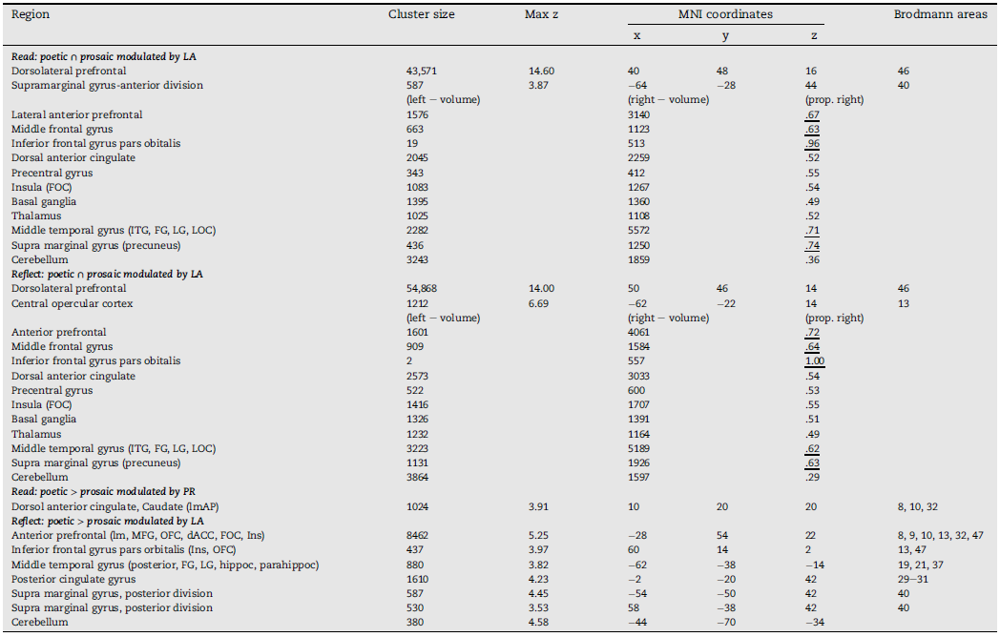 Region Cluster size Max z MNI coordinates Brodmann areas
x y z
Read: poetic ∩ prosaic modulated by LA
Dorsolateral prefrontal 43,571 14.60 40 48 16 46
Supramarginal gyrus-anterior division 587 3.87 −64 −28 44 40
(left − volume) (right − volume) (prop. right)
Lateral anterior prefrontal 1576 3140 .67
Middle frontal gyrus 663 1123 .63
Inferior frontal gyrus pars obitalis 19 513 .96
Dorsal anterior cingulate 2045 2259 .52
Precentral gyrus 343 412 .55
Insula (FOC) 1083 1267 .54
Basal ganglia 1395 1360 .49
Thalamus 1025 1108 .52
Middle temporal gyrus (ITG, FG, LG, LOC) 2282 5572 .71
Supra marginal gyrus (precuneus) 436 1250 .74
Cerebellum 3243 1859 .36
Reflect: poetic ∩ prosaic modulated by LA
Dorsolateral prefrontal 54,868 14.00 50 46 14 46
Central opercular cortex 1212 6.69 −62 −22 14 13
(left − volume) (right − volume) (prop. right)
Anterior prefrontal 1601 4061 .72
Middle frontal gyrus 909 1584 .64
Inferior frontal gyrus pars obitalis 2 557 1.00
Dorsal anterior cingulate 2573 3033 .54
Precentral gyrus 522 600 .53
Insula (FOC) 1416 1707 .55
Basal ganglia 1326 1391 .51
Thalamus 1232 1164 .49
Middle temporal gyrus (ITG, FG, LG, LOC) 3223 5189 .62
Supra marginal gyrus (precuneus) 1131 1926 .63
Cerebellum 3864 1597 .29
Read: poetic > prosaic modulated by PR
Dorsol anterior cingulate, Caudate (lmAP) 1024 3.91 10 20 20 8, 10, 32
Reflect: poetic > prosaic modulated by LA
Anterior prefrontal (lm, MFG, OFC, dACC, FOC, Ins) 8462 5.25 −28 54 22 8, 9, 10, 13, 32, 47
Inferior frontal gyrus pars orbitalis (Ins, OFC) 437 3.97 60 14 2 13, 47
Middle temporal gyrus (posterior, FG, LG, hippoc, parahippoc) 880 3.82 −62 −38 −14 19, 21, 37
Posterior cingulate gyrus 1610 4.23 −2 −20 42 29–31
Supra marginal gyrus, posterior division 587 4.45 −54 −50 42 40
Supra marginal gyrus, posterior division 530 3.53 58 −38 42 40
Cerebellum 380 4.58 −44 −70 −34